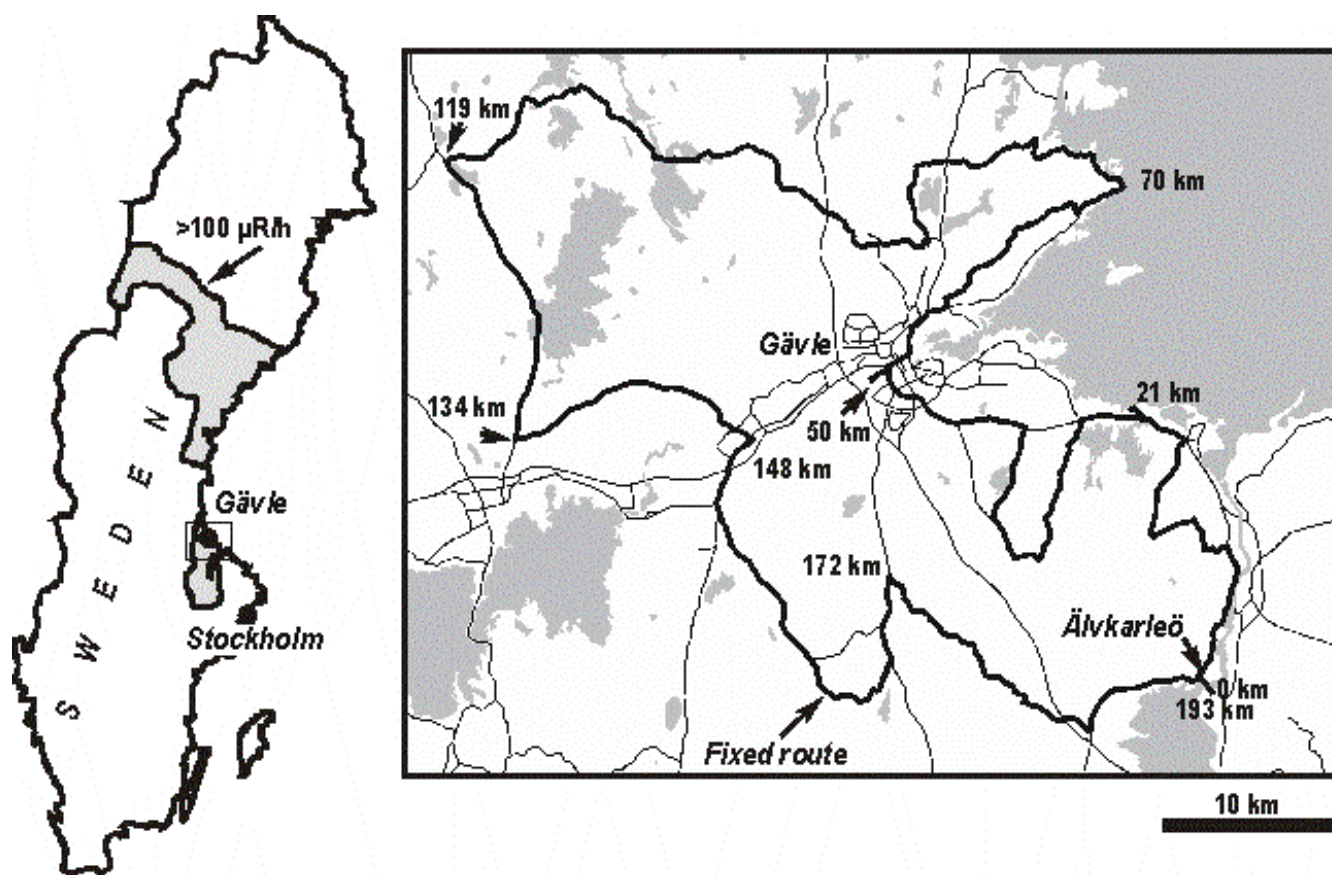 >100 µR/h
SWEDEN
Gävle
Stockholm
119 km
70 km
Gävle
134 km
50 km
21 km
148 km
172 km
Älvkarleö
0 km
193 km
Fixed route
10 km